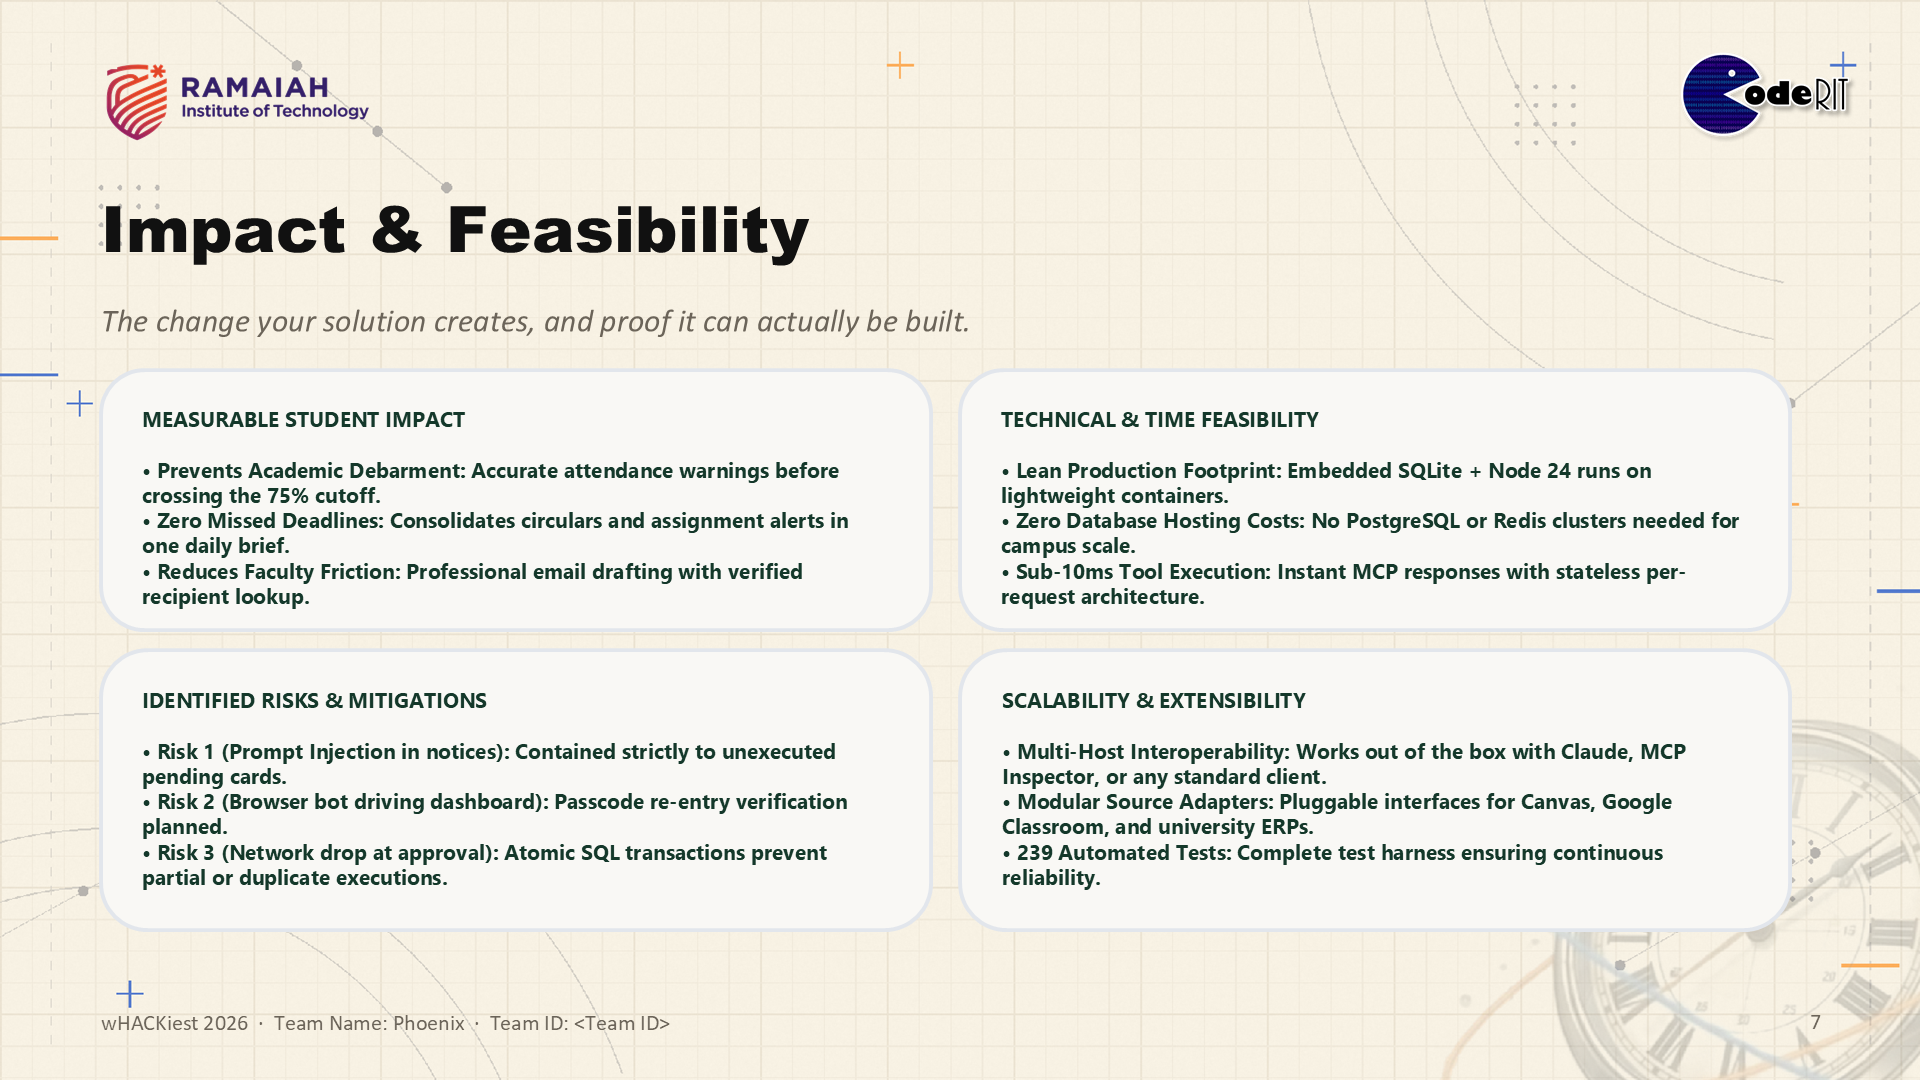 RAMAIAH
Institute of Technology
odeRIT
Impact & Feasibility
The change your solution creates, and proof it can actually be built.
MEASURABLE STUDENT IMPACT
• Prevents Academic Debarment: Accurate attendance warnings before
crossing the 75% cutoff.
• Zero Missed Deadlines: Consolidates circulars and assignment alerts in
one daily brief.
• Reduces Faculty Friction: Professional email drafting with verified
recipient lookup.
TECHNICAL & TIME FEASIBILITY
• Lean Production Footprint: Embedded SQLite + Node 24 runs on
lightweight containers.
• Zero Database Hosting Costs: No PostgreSQL or Redis clusters needed for
campus scale.
• Sub-10ms Tool Execution: Instant MCP responses with stateless per-
request architecture.
IDENTIFIED RISKS & MITIGATIONS
• Risk 1 (Prompt Injection in notices): Contained strictly to unexecuted
pending cards.
• Risk 2 (Browser bot driving dashboard): Passcode re-entry verification
planned.
• Risk 3 (Network drop at approval): Atomic SQL transactions prevent
partial or duplicate executions.
SCALABILITY & EXTENSIBILITY
• Multi-Host Interoperability: Works out of the box with Claude, MCP
Inspector, or any standard client.
• Modular Source Adapters: Pluggable interfaces for Canvas, Google
Classroom, and university ERPs.
• 239 Automated Tests: Complete test harness ensuring continuous
reliability.
wHACKiest 2026 · Team Name: Phoenix · Team ID: <Team ID>
7